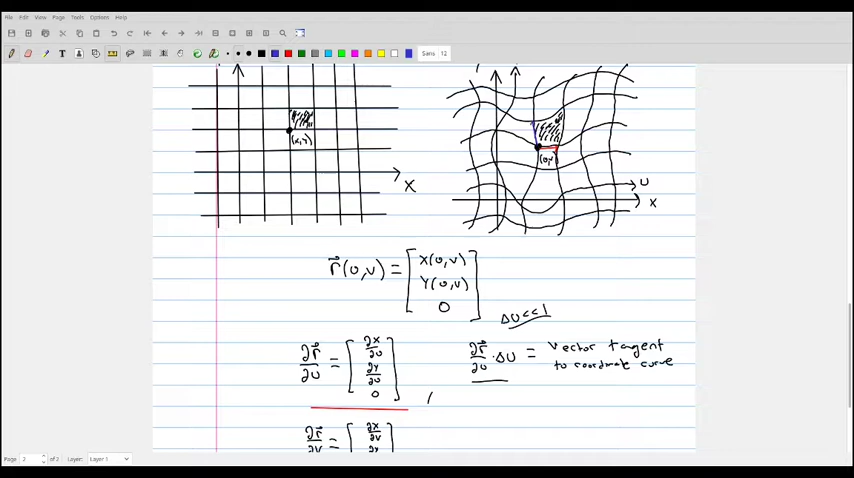 File Edit View Page Tools Options Help
T Sans 12
(x,y)
X
(u,v)
U
X
r⃗(u,v) = [ X(u,v)
Y(u,v)
0 ]
ΔU<<1
∂r⃗/∂u = [ ∂X/∂u
∂Y/∂u
0 ]
∂r⃗/∂u · ΔU = vector tangent
to coordinate curve
∂r⃗/∂v = [ ∂X/∂v
Page 2 of 2 Layer: Layer 1